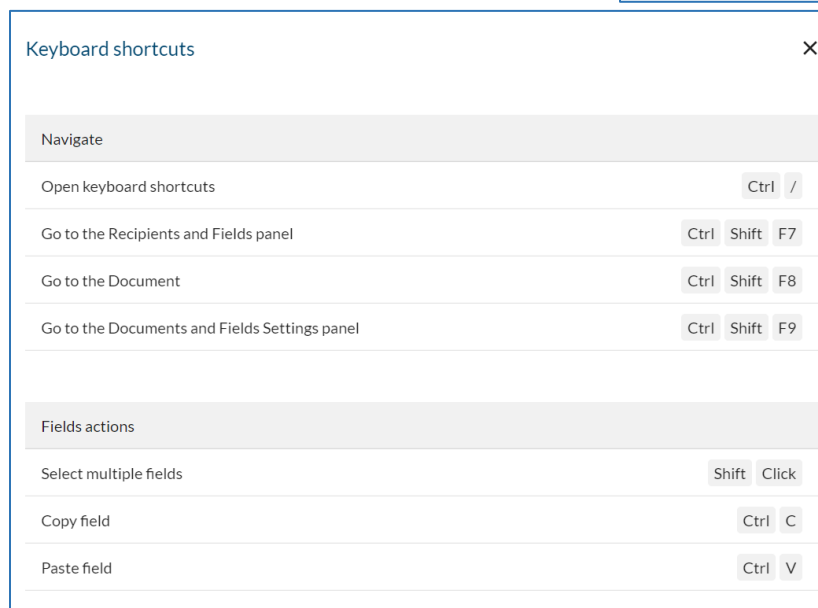 Keyboard shortcuts ×
Navigate
Open keyboard shortcuts Ctrl /
Go to the Recipients and Fields panel Ctrl Shift F7
Go to the Document Ctrl Shift F8
Go to the Documents and Fields Settings panel Ctrl Shift F9
Fields actions
Select multiple fields Shift Click
Copy field Ctrl C
Paste field Ctrl V